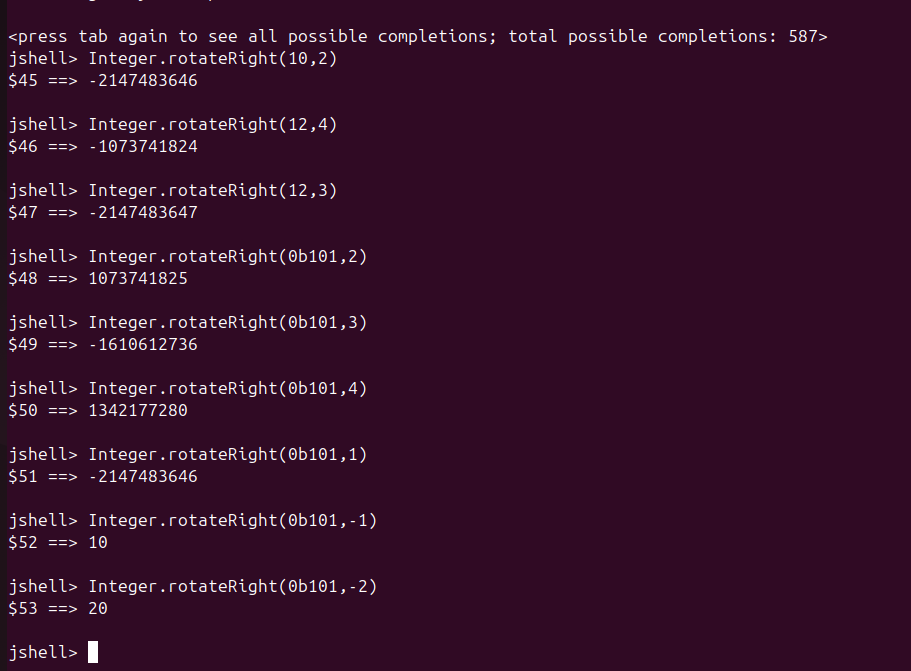 <press tab again to see all possible completions; total possible completions: 587>
jshell> Integer.rotateRight(10,2)
$45 ==> -2147483646
jshell> Integer.rotateRight(12,4)
$46 ==> -1073741824
jshell> Integer.rotateRight(12,3)
$47 ==> -2147483647
jshell> Integer.rotateRight(0b101,2)
$48 ==> 1073741825
jshell> Integer.rotateRight(0b101,3)
$49 ==> -1610612736
jshell> Integer.rotateRight(0b101,4)
$50 ==> 1342177280
jshell> Integer.rotateRight(0b101,1)
$51 ==> -2147483646
jshell> Integer.rotateRight(0b101,-1)
$52 ==> 10
jshell> Integer.rotateRight(0b101,-2)
$53 ==> 20
jshell>